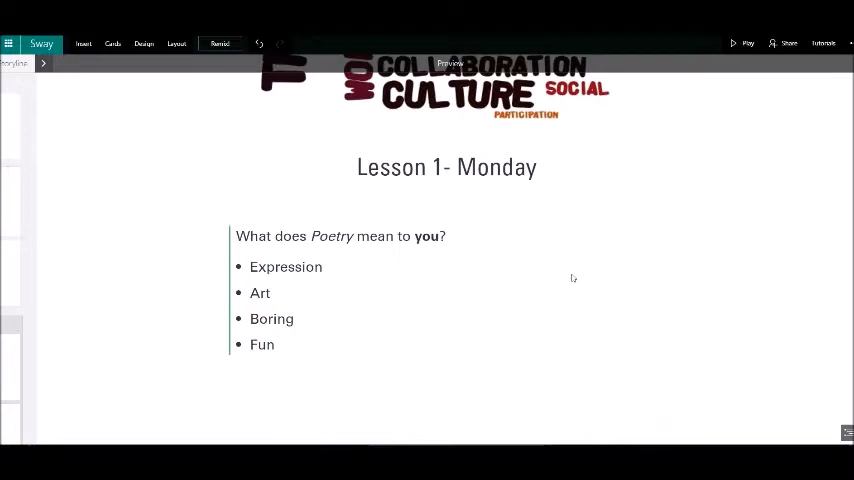 Sway Insert Cards Design Layout Remix! Play Share Tutorials
Storyline Preview
COLLABORATION
CULTURE SOCIAL
PARTICIPATION
Lesson 1- Monday
What does Poetry mean to you?
• Expression
• Art
• Boring
• Fun